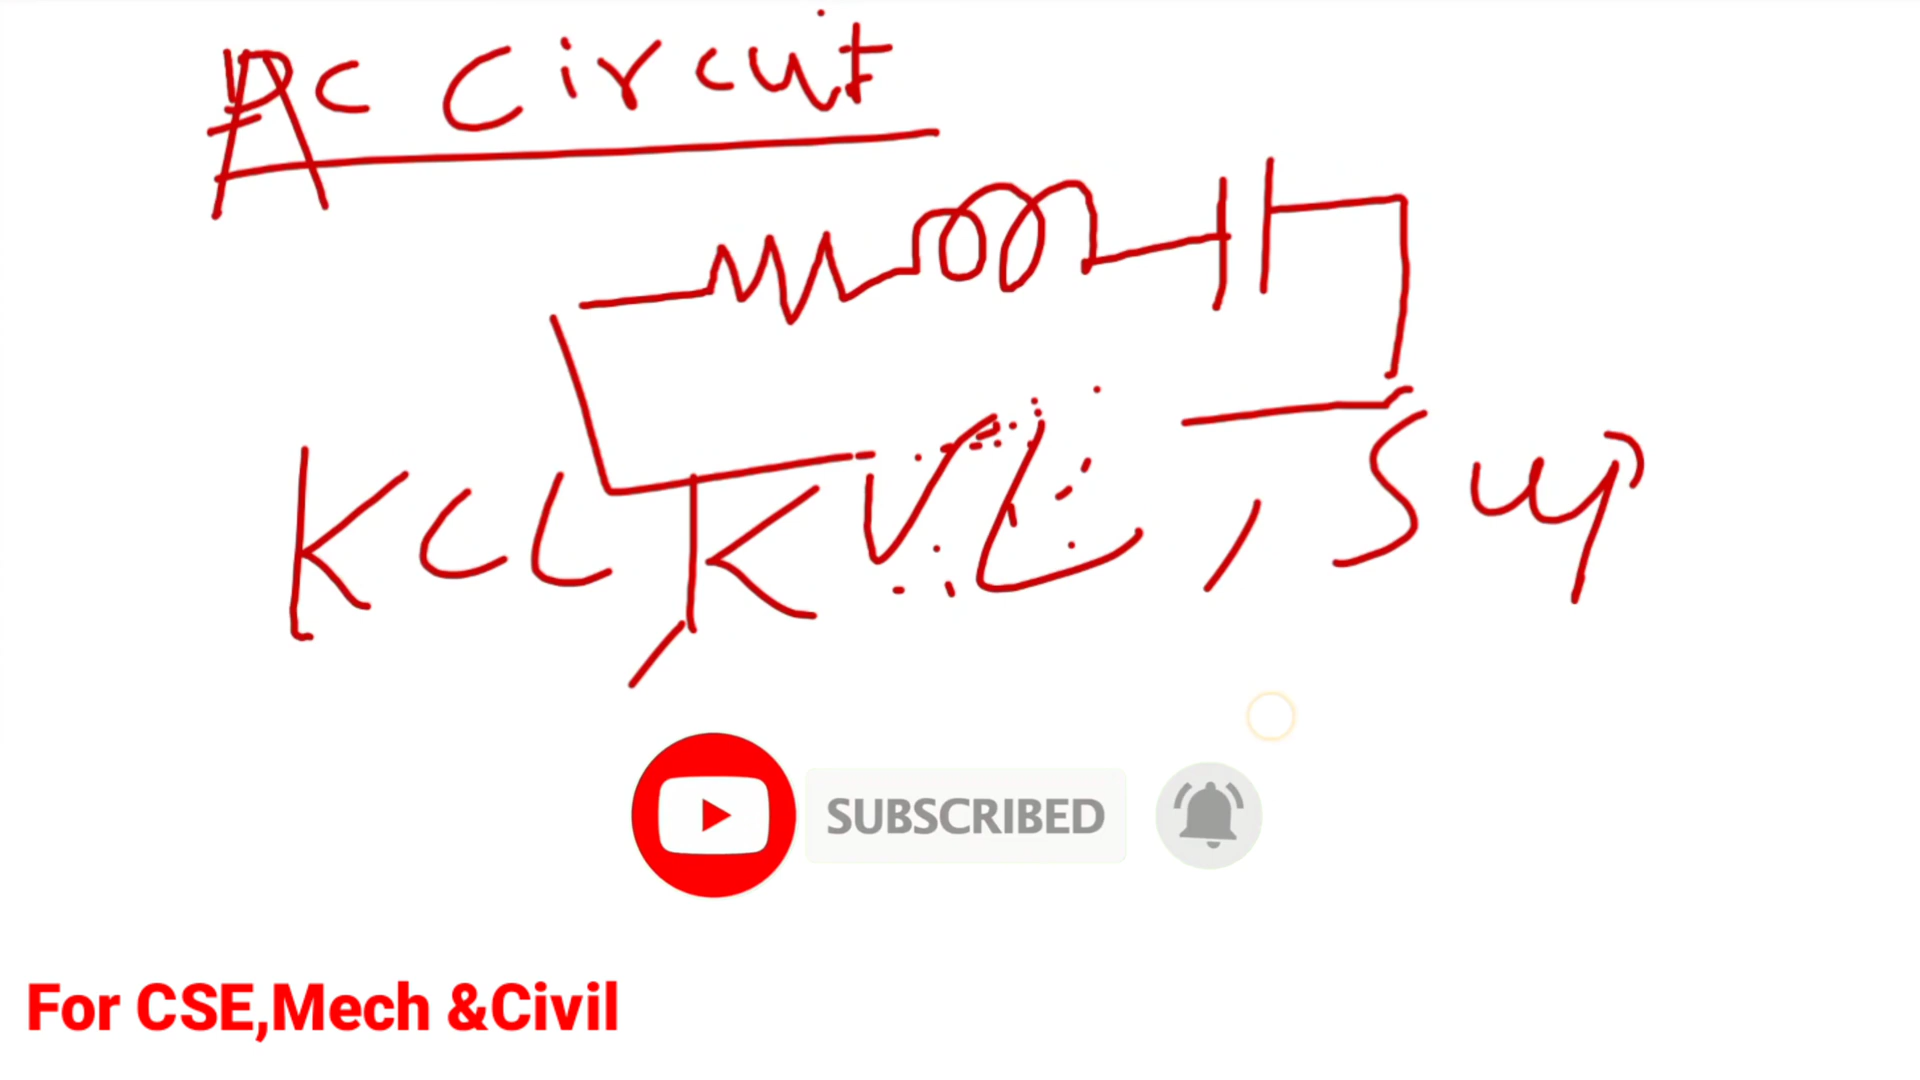 Ac Circuit
KCL, KVL, Sup
SUBSCRIBED
For CSE,Mech &Civil